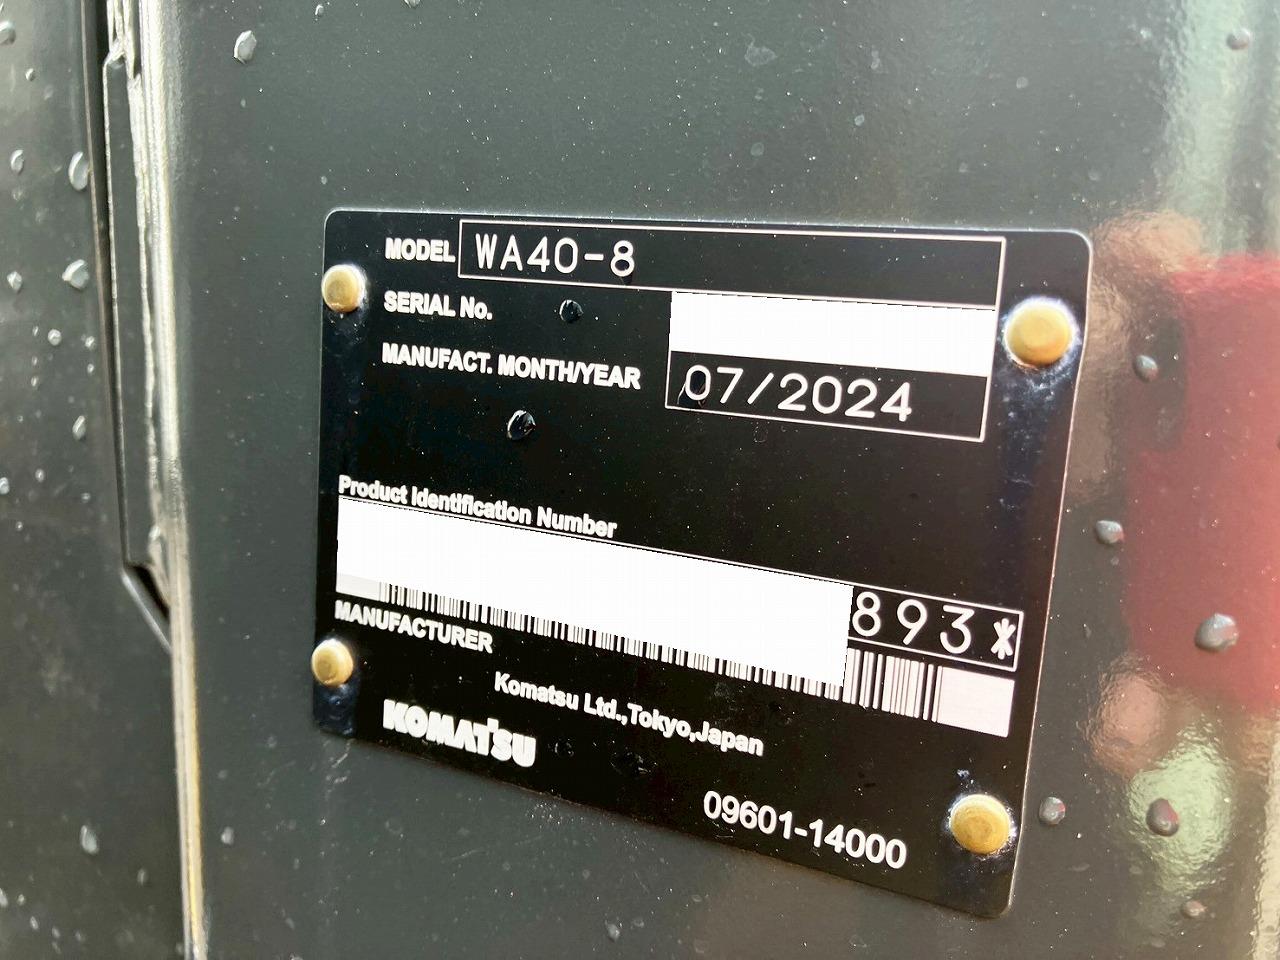 MODEL WA40-8
SERIAL No.
MANUFACT. MONTH/YEAR 07/2024
Product Identification Number
893*
MANUFACTURER
Komatsu Ltd.,Tokyo,Japan
KOMATSU
09601-14000